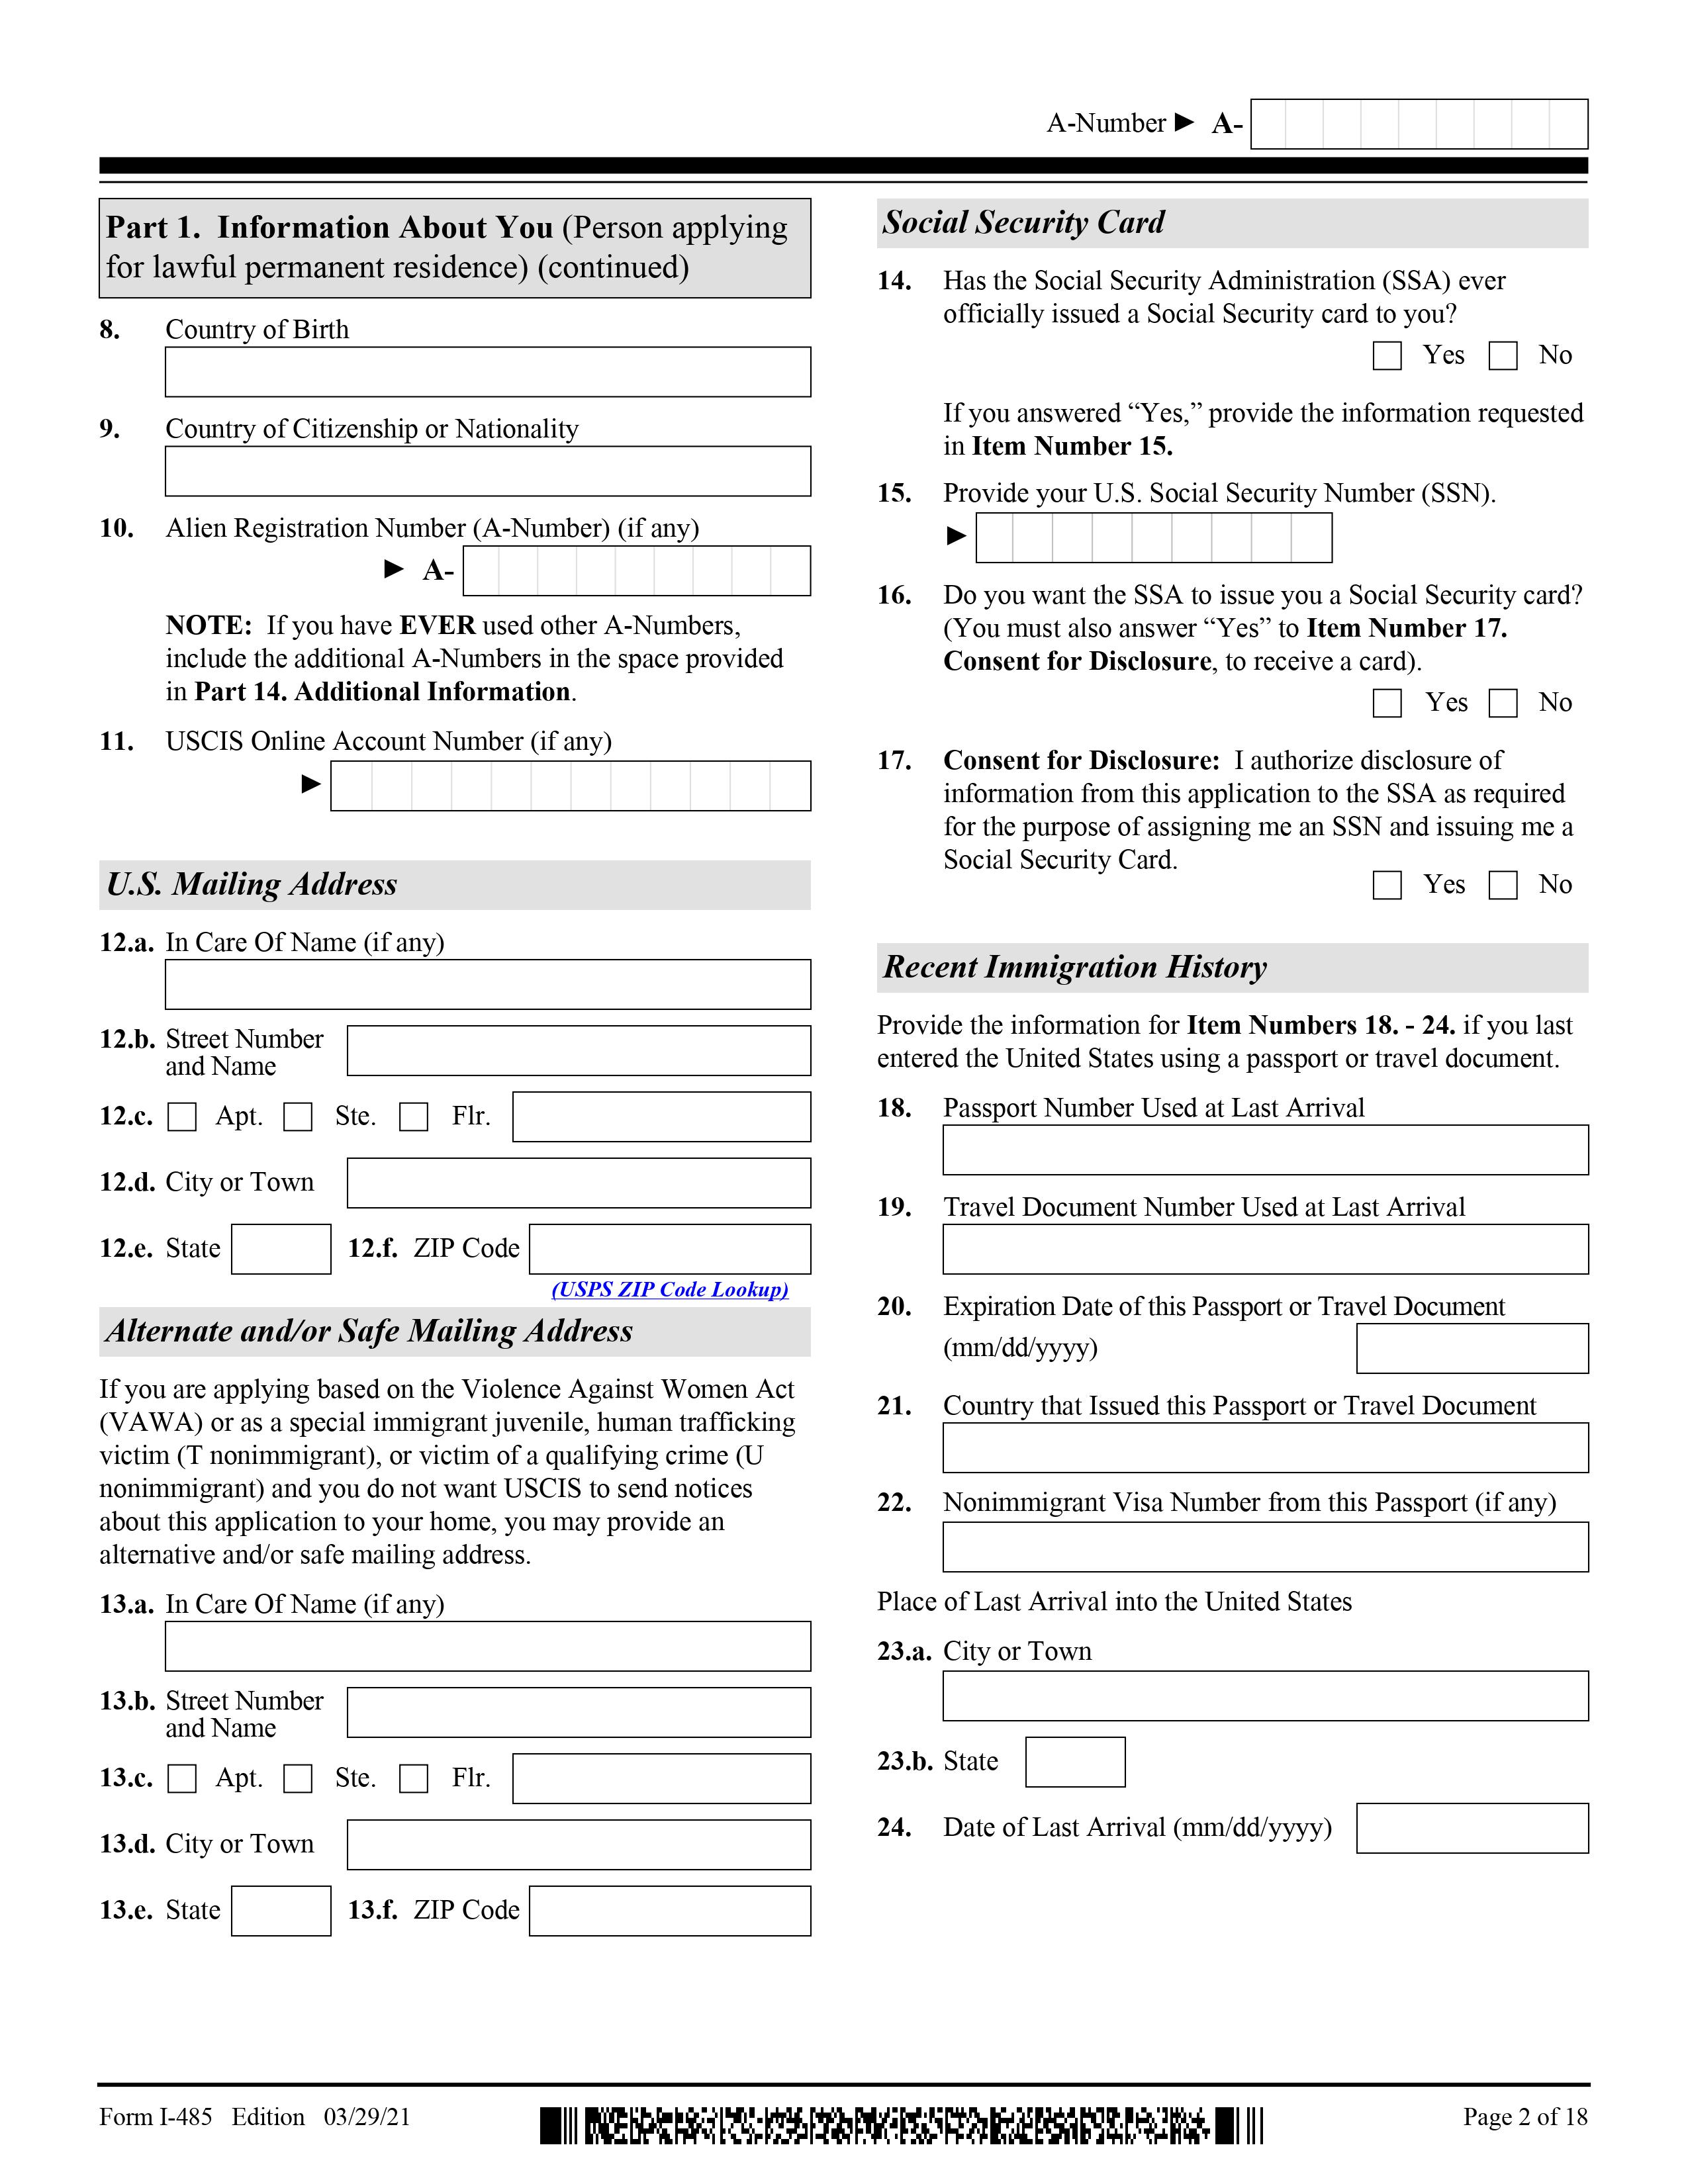 A-Number ► A-
Part 1. Information About You (Person applying
for lawful permanent residence) (continued)
8. Country of Birth
9. Country of Citizenship or Nationality
10. Alien Registration Number (A-Number) (if any)
► A-
NOTE: If you have EVER used other A-Numbers,
include the additional A-Numbers in the space provided
in Part 14. Additional Information.
11. USCIS Online Account Number (if any)
►
U.S. Mailing Address
12.a. In Care Of Name (if any)
12.b. Street Number
and Name
12.c. Apt. Ste. Flr.
12.d. City or Town
12.e. State 12.f. ZIP Code
(USPS ZIP Code Lookup)
Alternate and/or Safe Mailing Address
If you are applying based on the Violence Against Women Act
(VAWA) or as a special immigrant juvenile, human trafficking
victim (T nonimmigrant), or victim of a qualifying crime (U
nonimmigrant) and you do not want USCIS to send notices
about this application to your home, you may provide an
alternative and/or safe mailing address.
13.a. In Care Of Name (if any)
13.b. Street Number
and Name
13.c. Apt. Ste. Flr.
13.d. City or Town
13.e. State 13.f. ZIP Code
Social Security Card
14. Has the Social Security Administration (SSA) ever
officially issued a Social Security card to you?
Yes No
If you answered “Yes,” provide the information requested
in Item Number 15.
15. Provide your U.S. Social Security Number (SSN).
►
16. Do you want the SSA to issue you a Social Security card?
(You must also answer “Yes” to Item Number 17.
Consent for Disclosure, to receive a card).
Yes No
17. Consent for Disclosure: I authorize disclosure of
information from this application to the SSA as required
for the purpose of assigning me an SSN and issuing me a
Social Security Card.
Yes No
Recent Immigration History
Provide the information for Item Numbers 18. - 24. if you last
entered the United States using a passport or travel document.
18. Passport Number Used at Last Arrival
19. Travel Document Number Used at Last Arrival
20. Expiration Date of this Passport or Travel Document
(mm/dd/yyyy)
21. Country that Issued this Passport or Travel Document
22. Nonimmigrant Visa Number from this Passport (if any)
Place of Last Arrival into the United States
23.a. City or Town
23.b. State
24. Date of Last Arrival (mm/dd/yyyy)
Form I-485 Edition 03/29/21
Page 2 of 18